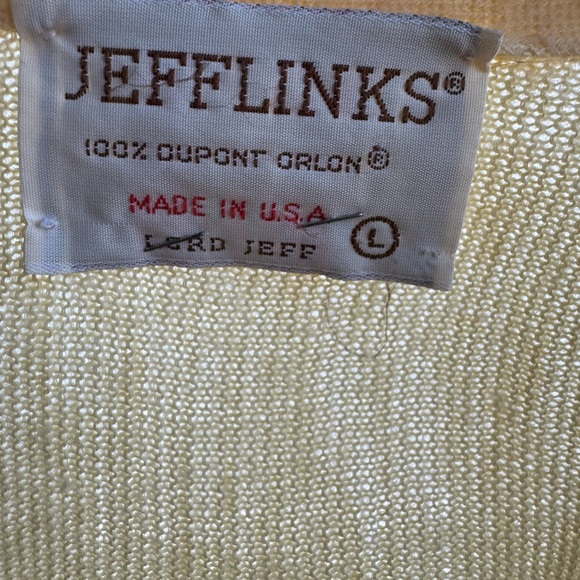 JEFFLINKS®
100% DUPONT ORLON®
MADE IN U.S.A
LORD JEFF L